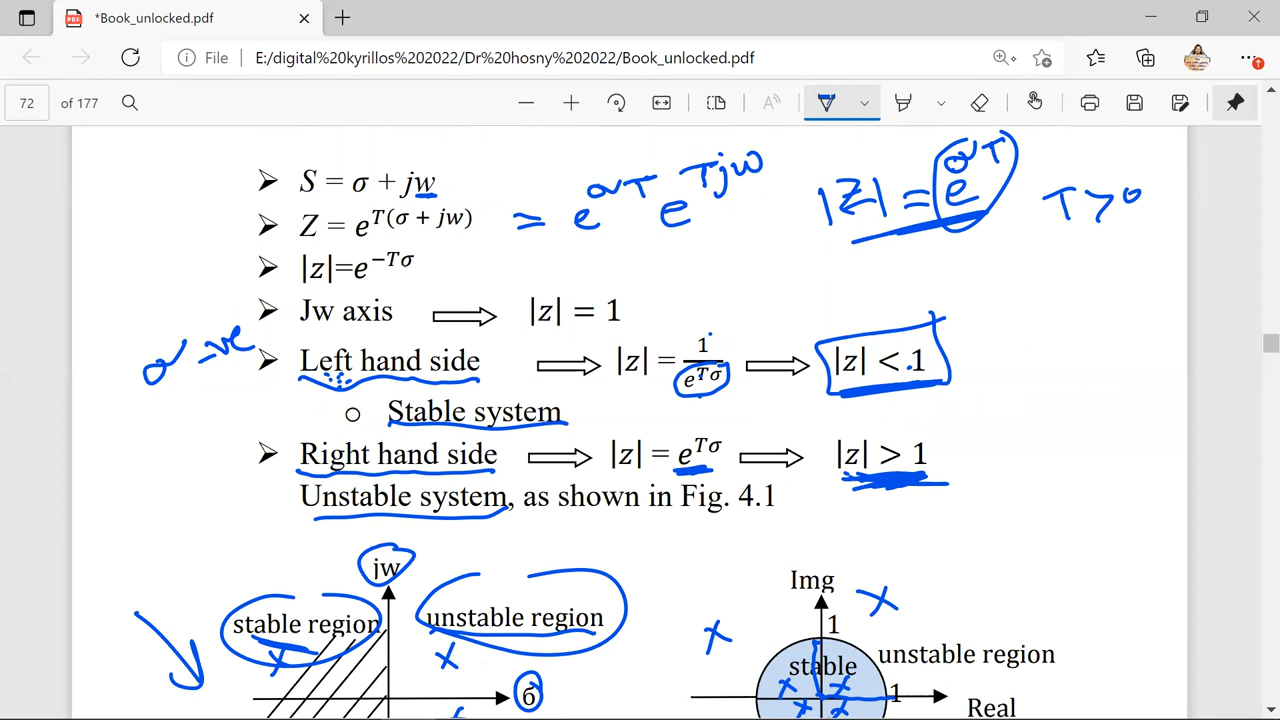 *Book_unlocked.pdf
File E:/digital%20kyrillos%202022/Dr%20hosny%202022/Book_unlocked.pdf
72 of 177
➢ S = σ + jw = e^{σT} e^{Tjw} |Z| = e^{σT} T>0
➢ Z = e^{T(σ + jw)}
➢ |z|=e^{−Tσ}
➢ Jw axis ⟹ |z| = 1
σ -ve
➢ Left hand side ⟹ |z| = 1/e^{Tσ} ⟹ |z| < 1
o Stable system
➢ Right hand side ⟹ |z| = e^{Tσ} ⟹ |z| > 1
Unstable system, as shown in Fig. 4.1
jw
stable region
unstable region
б
Img
1
stable
unstable region
1
Real